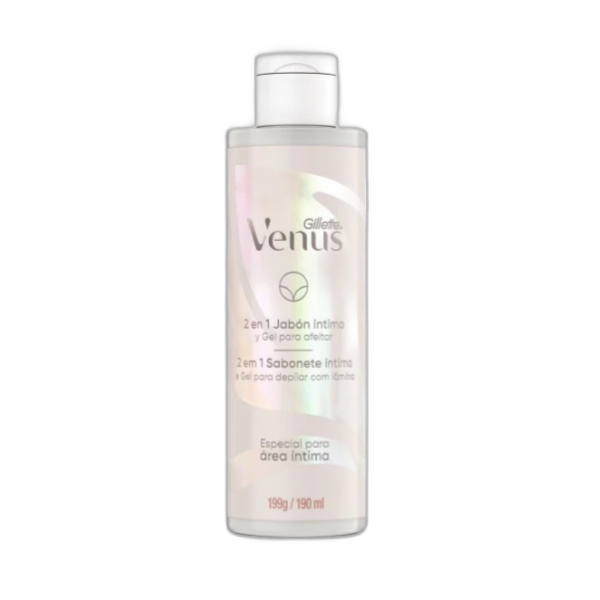 Gillette
Venus
2 en 1 Jabón íntimo
y Gel para afeitar
2 em 1 Sabonete íntimo
e Gel para depilar com lâmina
Especial para
área íntima
199g / 190 ml